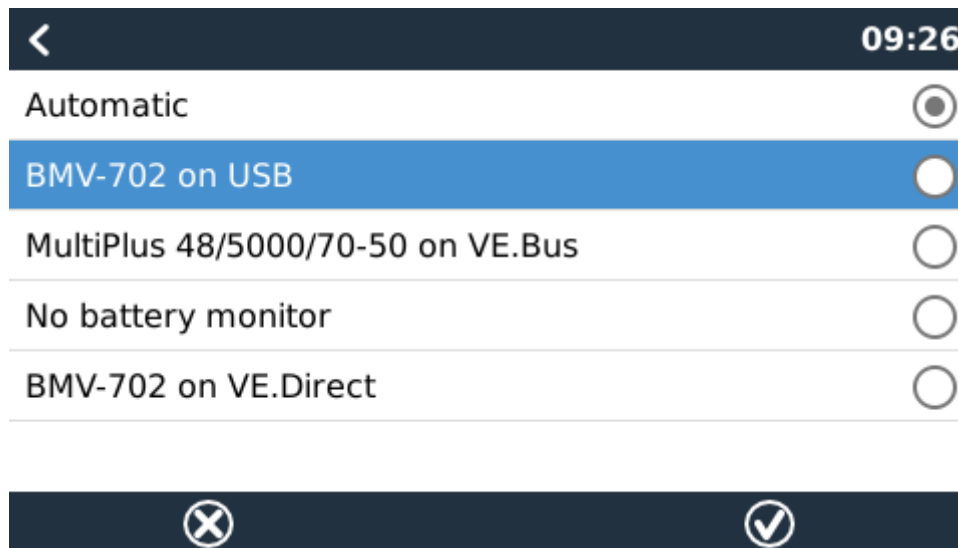 09:26
Automatic
BMV-702 on USB
MultiPlus 48/5000/70-50 on VE.Bus
No battery monitor
BMV-702 on VE.Direct